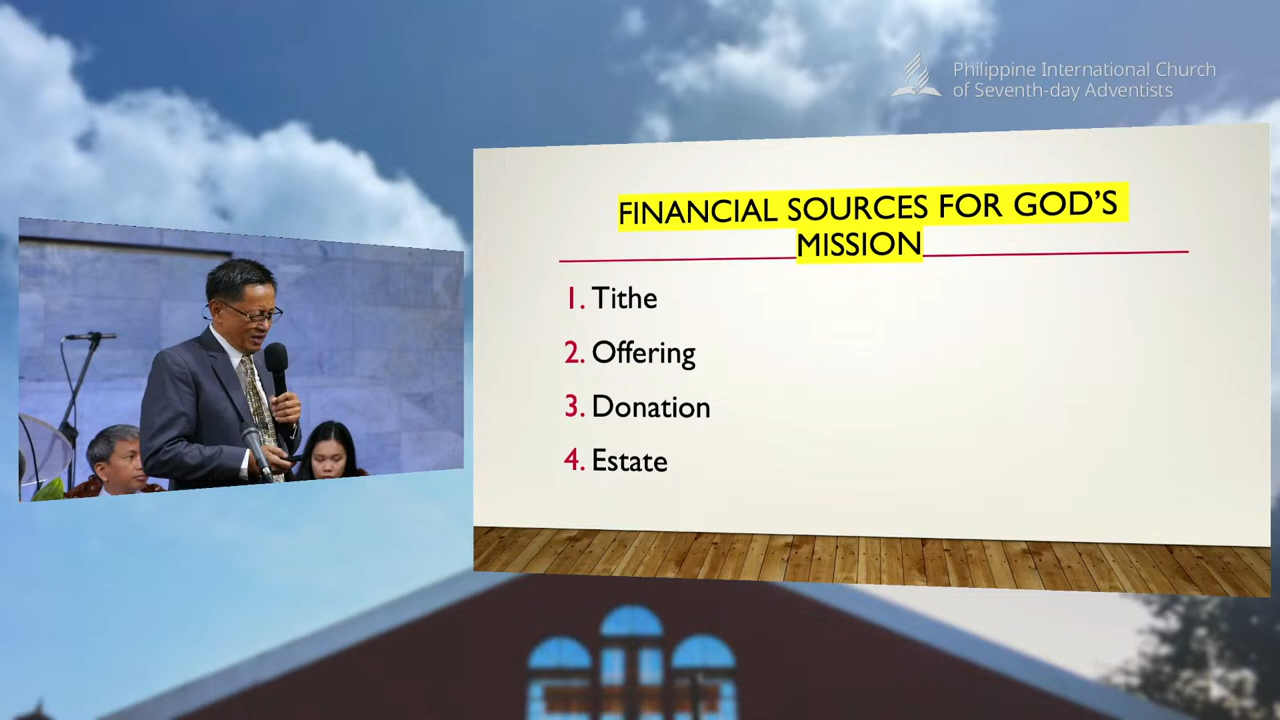 Philippine International Church
of Seventh-day Adventists
FINANCIAL SOURCES FOR GOD'S
MISSION
1. Tithe
2. Offering
3. Donation
4. Estate